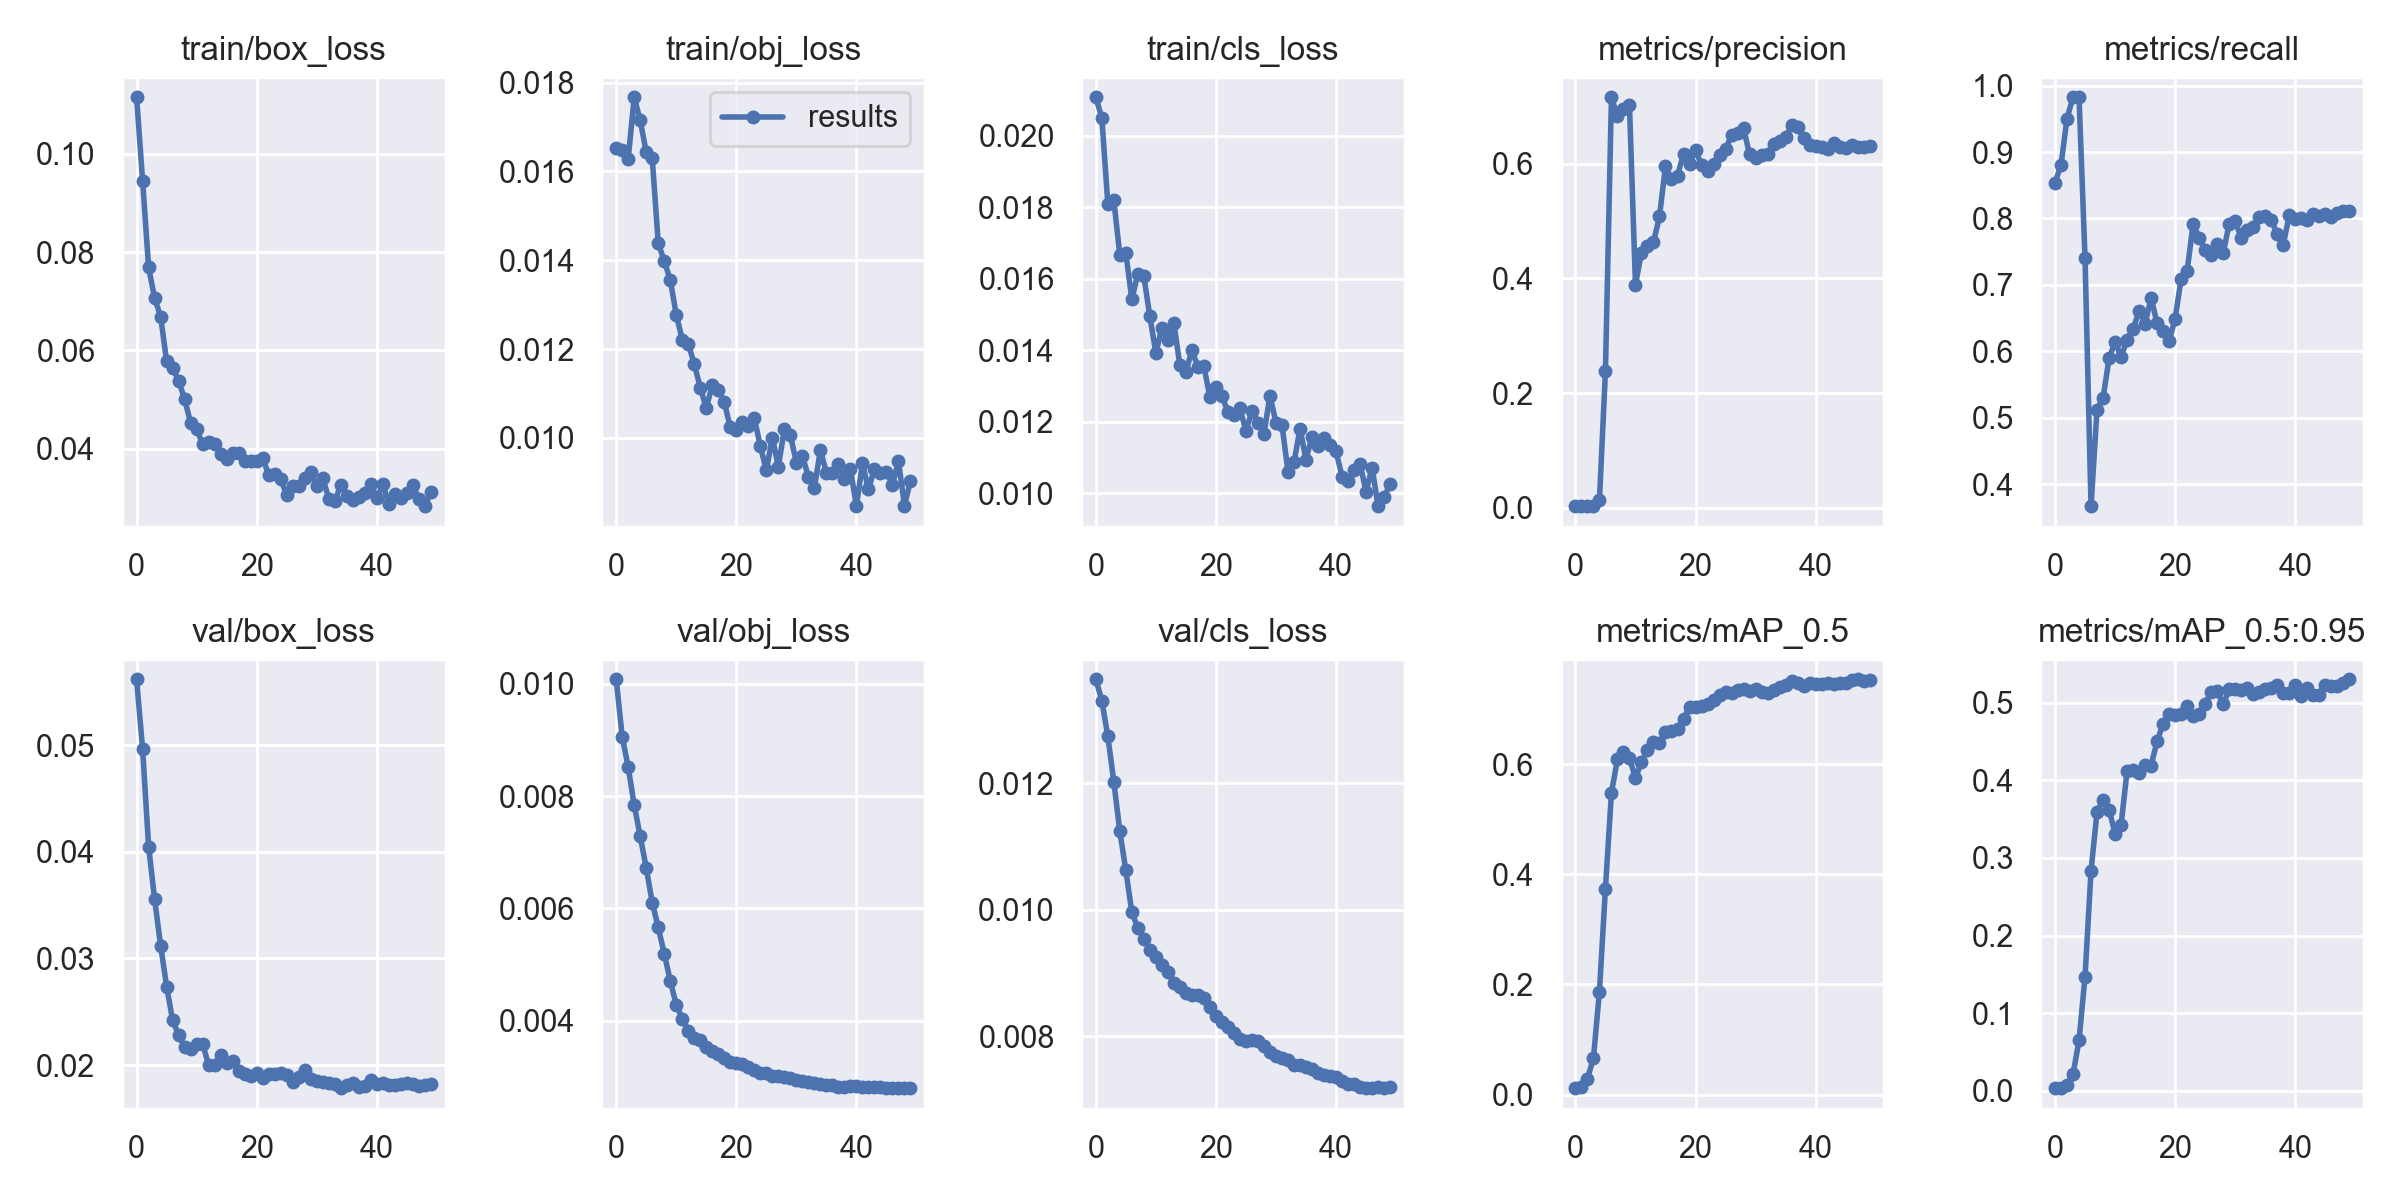 train/box_loss
0.10
0.08
0.06
0.04
0 20 40
train/obj_loss
results
0.018
0.016
0.014
0.012
0.010
0 20 40
train/cls_loss
0.020
0.018
0.016
0.014
0.012
0.010
0 20 40
metrics/precision
0.6
0.4
0.2
0.0
0 20 40
metrics/recall
1.0
0.9
0.8
0.7
0.6
0.5
0.4
0 20 40
val/box_loss
0.05
0.04
0.03
0.02
0 20 40
val/obj_loss
0.010
0.008
0.006
0.004
0 20 40
val/cls_loss
0.012
0.010
0.008
0 20 40
metrics/mAP_0.5
0.6
0.4
0.2
0.0
0 20 40
metrics/mAP_0.5:0.95
0.5
0.4
0.3
0.2
0.1
0.0
0 20 40